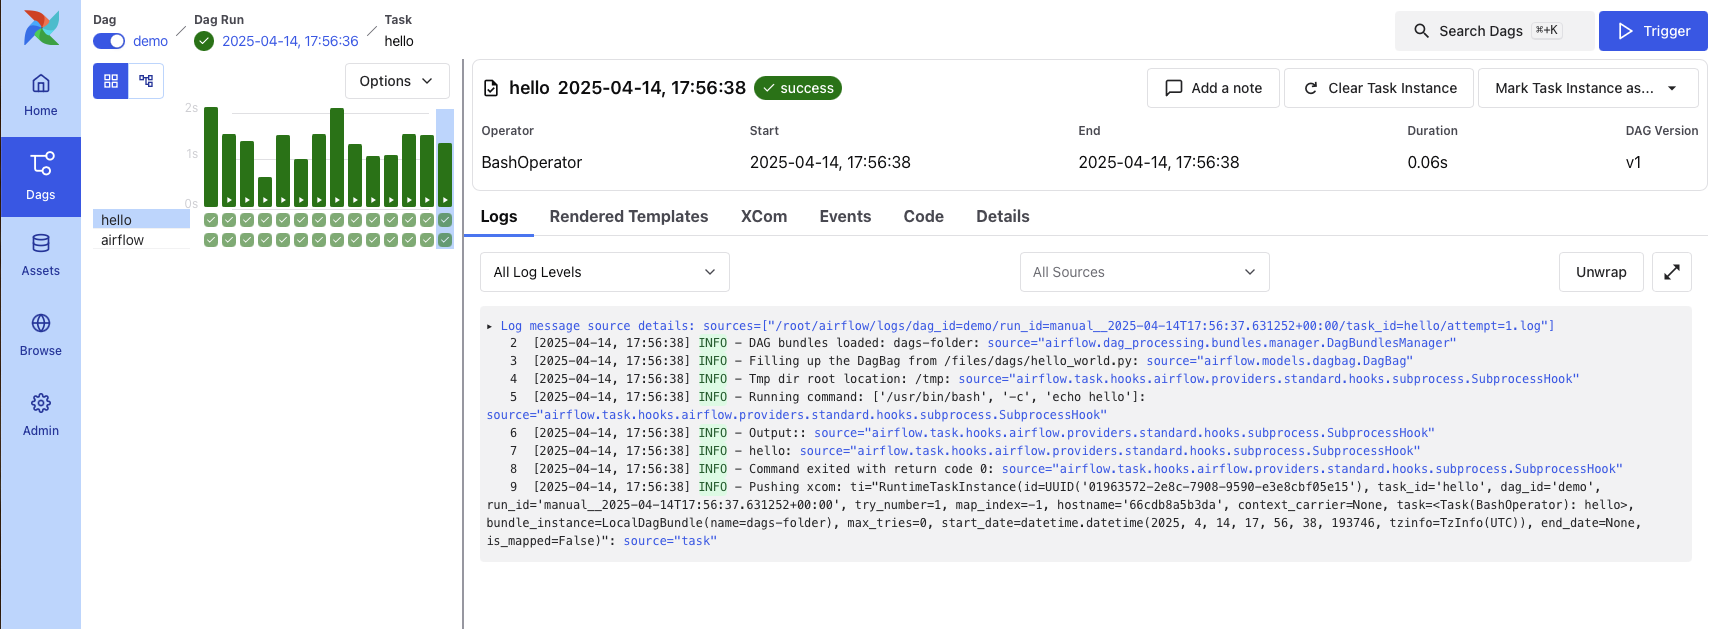 Dag
demo
Dag Run
2025-04-14, 17:56:36
Task
hello
Search Dags ⌘+K
Trigger
Home
Dags
Assets
Browse
Admin
Options
2s
1s
0s
hello
airflow
hello 2025-04-14, 17:56:38 success
Add a note
Clear Task Instance
Mark Task Instance as...
Operator Start End Duration DAG Version
BashOperator 2025-04-14, 17:56:38 2025-04-14, 17:56:38 0.06s v1
Logs Rendered Templates XCom Events Code Details
All Log Levels All Sources Unwrap
Log message source details: sources=["/root/airflow/logs/dag_id=demo/run_id=manual__2025-04-14T17:56:37.631252+00:00/task_id=hello/attempt=1.log"]
2 [2025-04-14, 17:56:38] INFO - DAG bundles loaded: dags-folder: source="airflow.dag_processing.bundles.manager.DagBundlesManager"
3 [2025-04-14, 17:56:38] INFO - Filling up the DagBag from /files/dags/hello_world.py: source="airflow.models.dagbag.DagBag"
4 [2025-04-14, 17:56:38] INFO - Tmp dir root location: /tmp: source="airflow.task.hooks.airflow.providers.standard.hooks.subprocess.SubprocessHook"
5 [2025-04-14, 17:56:38] INFO - Running command: ['/usr/bin/bash', '-c', 'echo hello']:
source="airflow.task.hooks.airflow.providers.standard.hooks.subprocess.SubprocessHook"
6 [2025-04-14, 17:56:38] INFO - Output:: source="airflow.task.hooks.airflow.providers.standard.hooks.subprocess.SubprocessHook"
7 [2025-04-14, 17:56:38] INFO - hello: source="airflow.task.hooks.airflow.providers.standard.hooks.subprocess.SubprocessHook"
8 [2025-04-14, 17:56:38] INFO - Command exited with return code 0: source="airflow.task.hooks.airflow.providers.standard.hooks.subprocess.SubprocessHook"
9 [2025-04-14, 17:56:38] INFO - Pushing xcom: ti="RuntimeTaskInstance(id=UUID('01963572-2e8c-7908-9590-e3e8cbf05e15'), task_id='hello', dag_id='demo',
run_id='manual__2025-04-14T17:56:37.631252+00:00', try_number=1, map_index=-1, hostname='66cdb8a5b3da', context_carrier=None, task=<Task(BashOperator): hello>,
bundle_instance=LocalDagBundle(name=dags-folder), max_tries=0, start_date=datetime.datetime(2025, 4, 14, 17, 56, 38, 193746, tzinfo=TzInfo(UTC)), end_date=None,
is_mapped=False)": source="task"